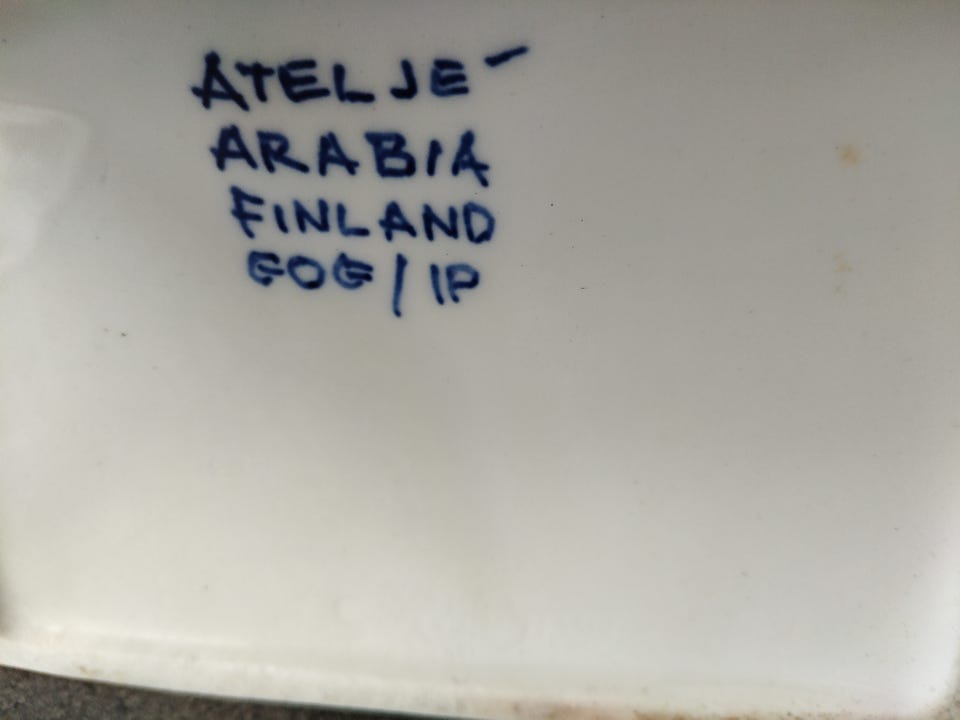 ATELJE-
ARABIA
FINLAND
GOG/IP